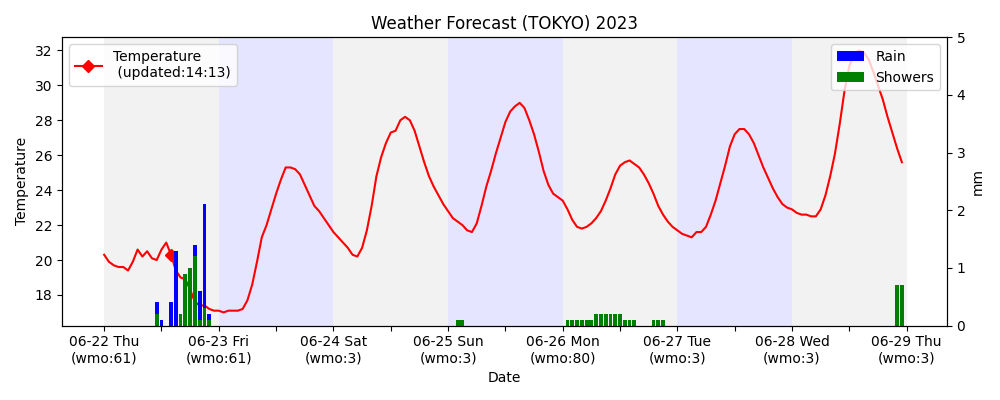 Weather Forecast (TOKYO) 2023
Temperature
(updated:14:13)
Rain
Showers
32
30
28
26
24
22
20
18
Temperature
5
4
3
2
1
0
mm
06-22 Thu
(wmo:61)
06-23 Fri
(wmo:61)
06-24 Sat
(wmo:3)
06-25 Sun
(wmo:3)
06-26 Mon
(wmo:80)
06-27 Tue
(wmo:3)
06-28 Wed
(wmo:3)
06-29 Thu
(wmo:3)
Date